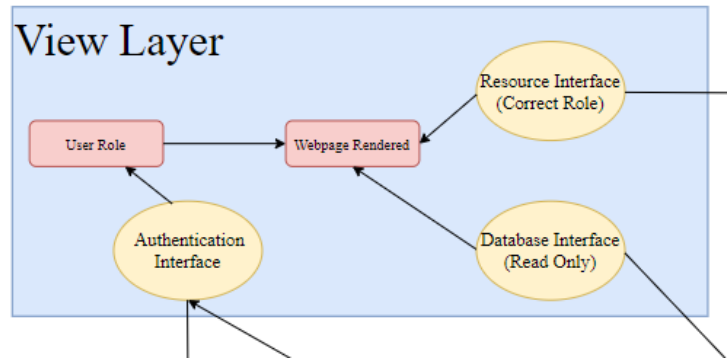 View Layer
Resource Interface
(Correct Role)
User Role
Webpage Rendered
Authentication
Interface
Database Interface
(Read Only)